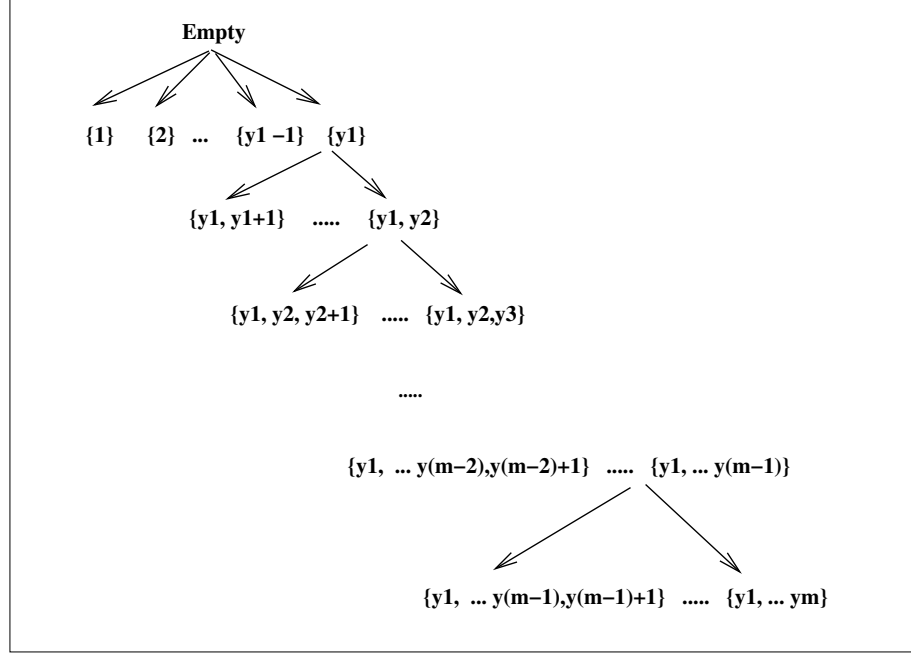 Empty
{1} {2} ... {y1 −1} {y1}
{y1, y1+1} ..... {y1, y2}
{y1, y2, y2+1} ..... {y1, y2,y3}
.....
{y1, ... y(m−2),y(m−2)+1} ..... {y1, ... y(m−1)}
{y1, ... y(m−1),y(m−1)+1} ..... {y1, ... ym}